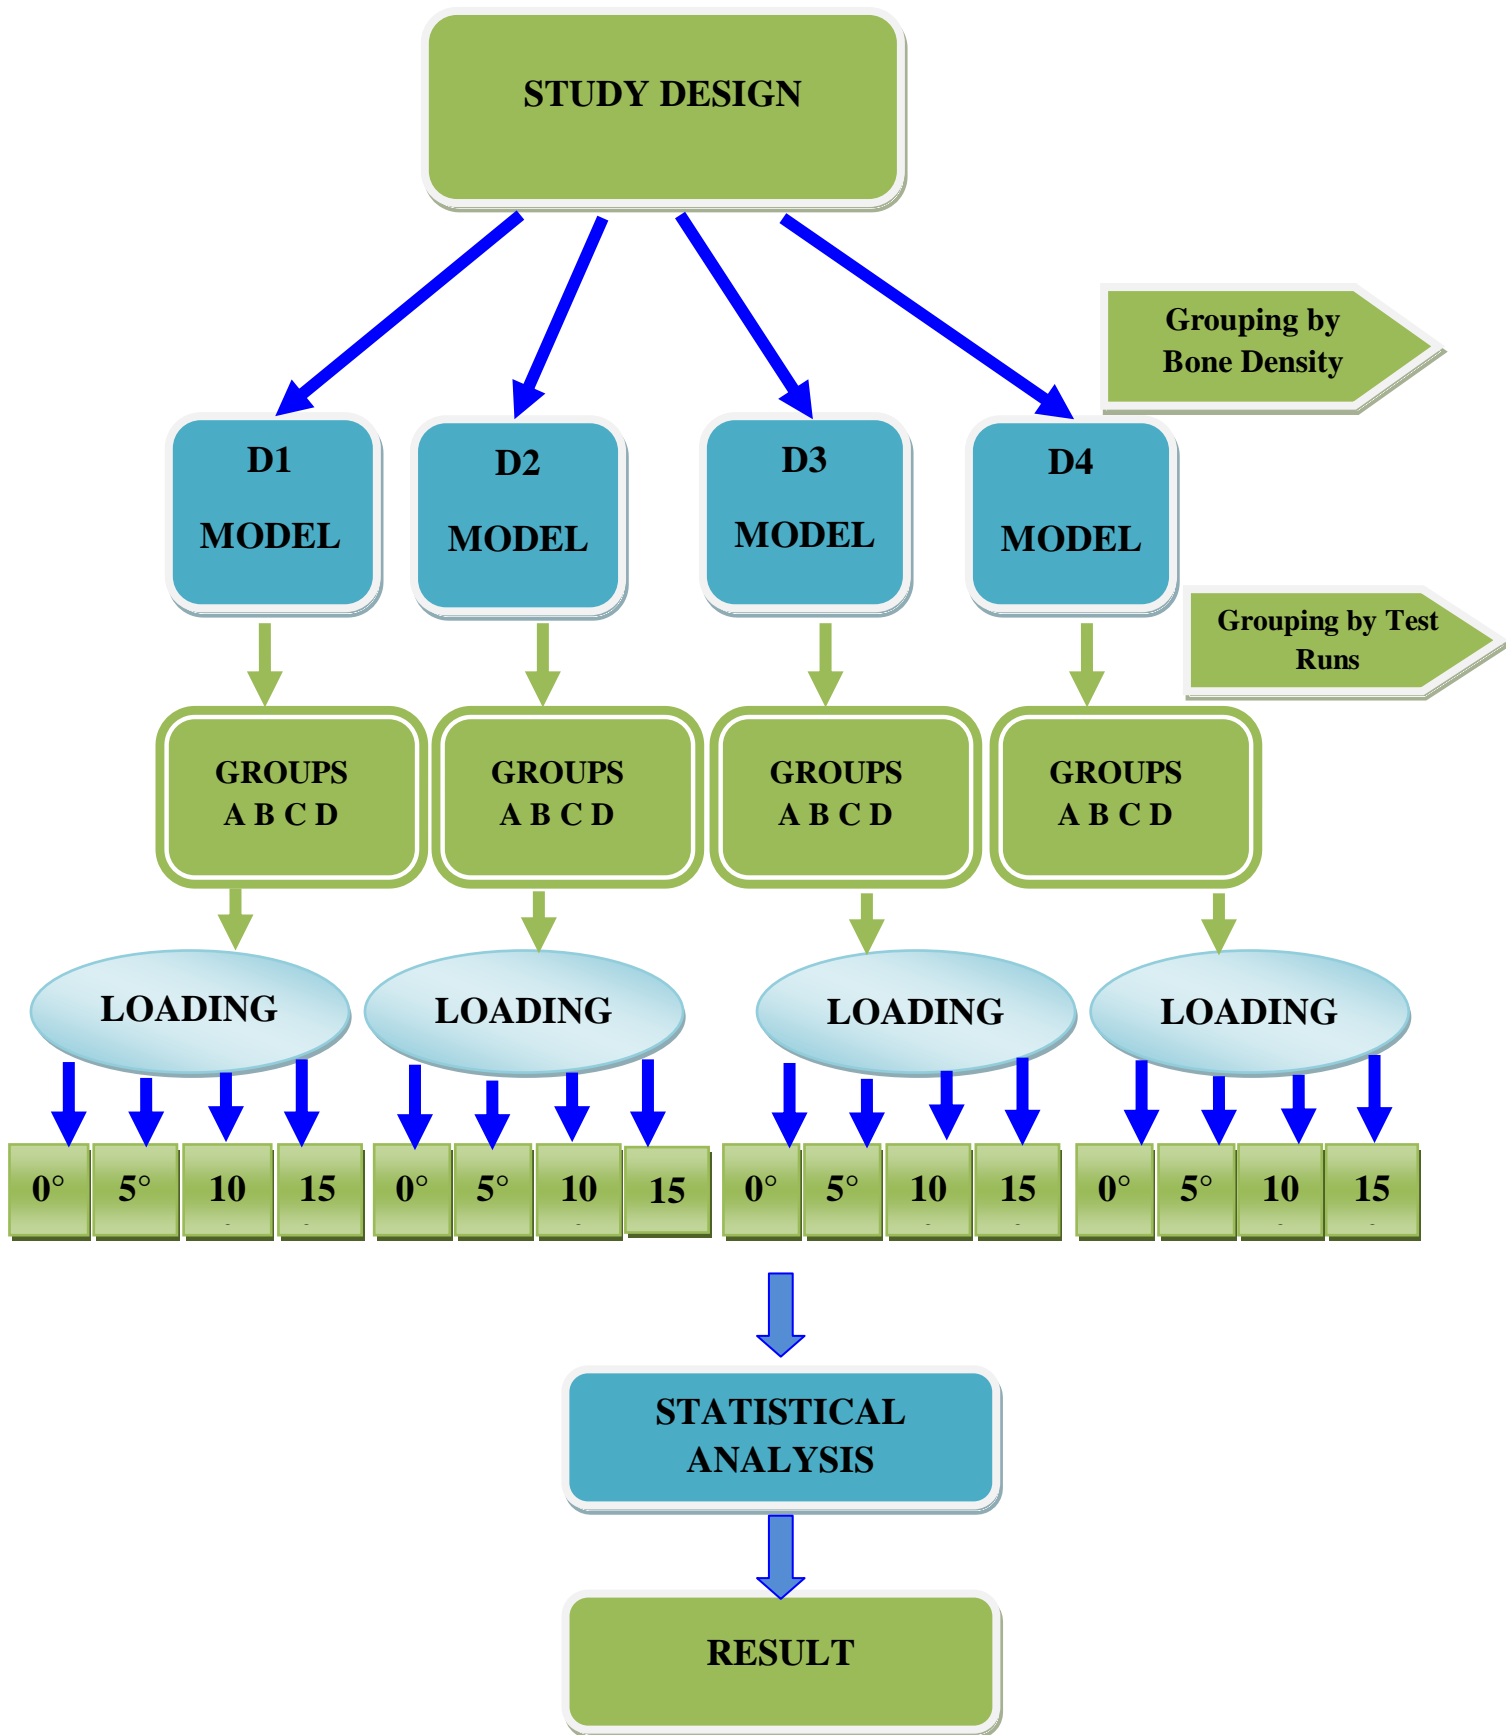 STUDY DESIGN
Grouping by
Bone Density
D1
MODEL
D2
MODEL
D3
MODEL
D4
MODEL
Grouping by Test
Runs
GROUPS
A B C D
GROUPS
A B C D
GROUPS
A B C D
GROUPS
A B C D
LOADING
LOADING
LOADING
LOADING
0° 5° 10 15 0° 5° 10 15 0° 5° 10 15 0° 5° 10 15
STATISTICAL
ANALYSIS
RESULT